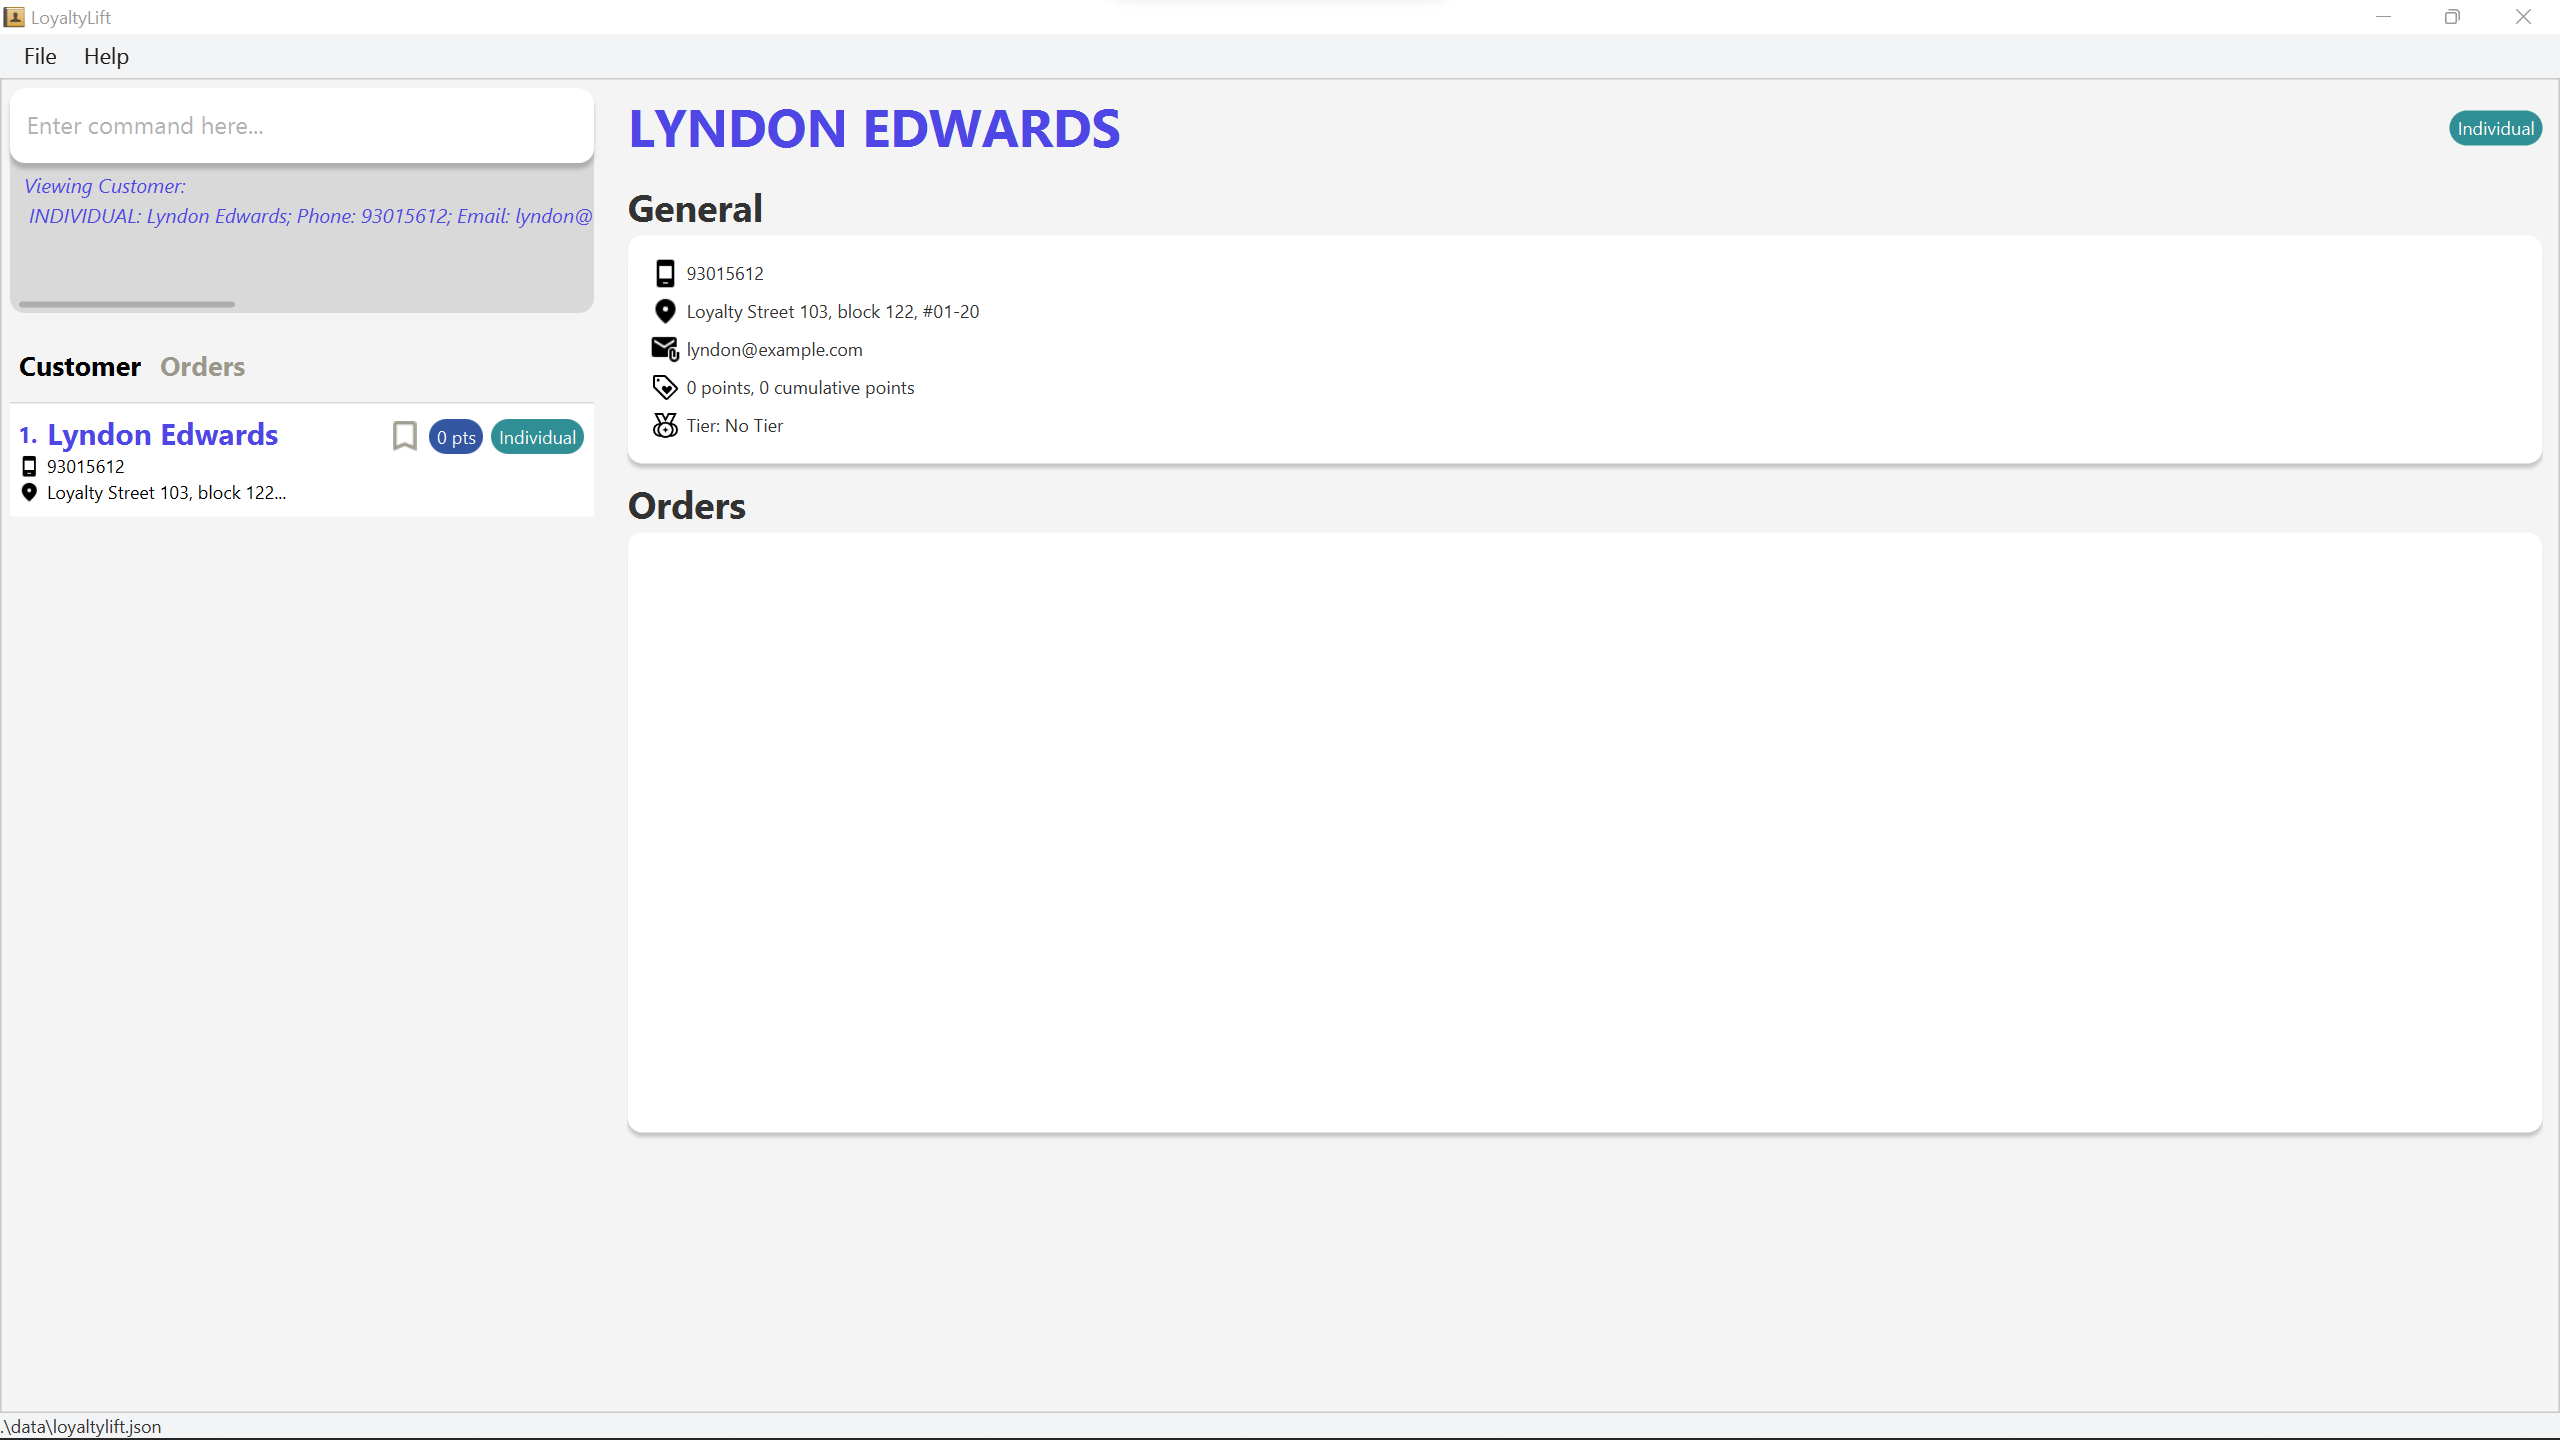 LoyaltyLift
File Help
Enter command here...
Viewing Customer:
INDIVIDUAL: Lyndon Edwards; Phone: 93015612; Email: lyndon@
Customer Orders
1. Lyndon Edwards 0 pts Individual
93015612
Loyalty Street 103, block 122...
LYNDON EDWARDS Individual
General
93015612
Loyalty Street 103, block 122, #01-20
lyndon@example.com
0 points, 0 cumulative points
Tier: No Tier
Orders
.\data\loyaltylift.json